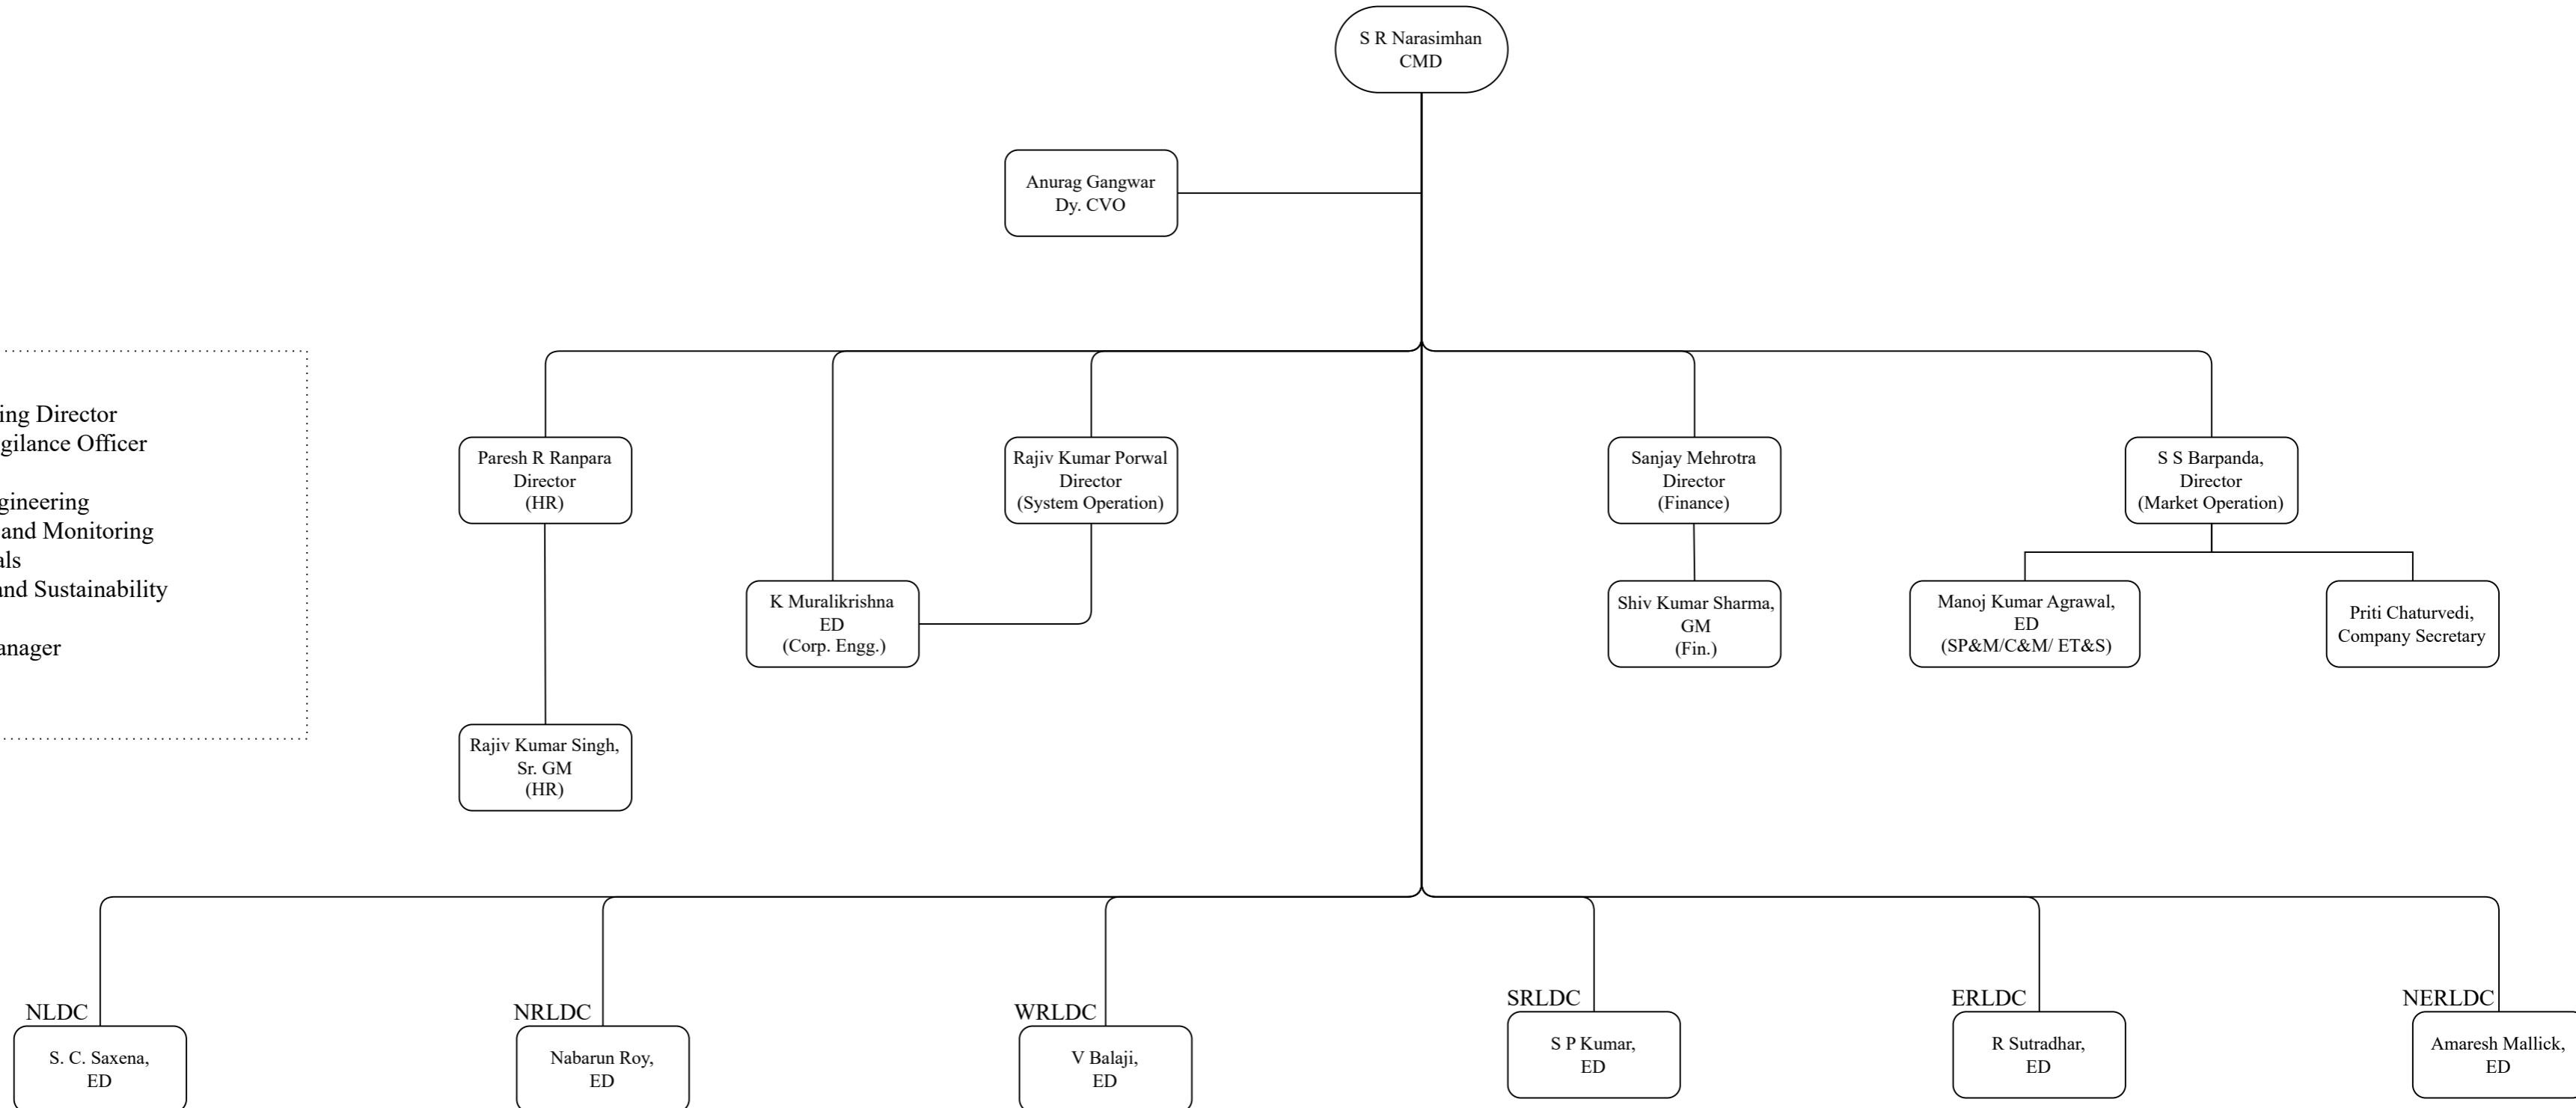 S R Narasimhan
CMD
Anurag Gangwar
Dy. CVO
ing Director
gilance Officer
gineering
and Monitoring
als
and Sustainability
anager
Paresh R Ranpara
Director
(HR)
Rajiv Kumar Porwal
Director
(System Operation)
Sanjay Mehrotra
Director
(Finance)
S S Barpanda,
Director
(Market Operation)
K Muralikrishna
ED
(Corp. Engg.)
Shiv Kumar Sharma,
GM
(Fin.)
Manoj Kumar Agrawal,
ED
(SP&M/C&M/ ET&S)
Priti Chaturvedi,
Company Secretary
Rajiv Kumar Singh,
Sr. GM
(HR)
NLDC
S. C. Saxena,
ED
NRLDC
Nabarun Roy,
ED
WRLDC
V Balaji,
ED
SRLDC
S P Kumar,
ED
ERLDC
R Sutradhar,
ED
NERLDC
Amaresh Mallick,
ED